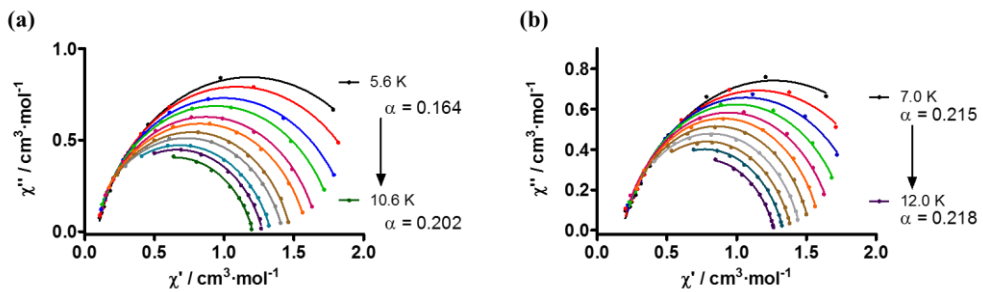 (a)
χ'' / cm³·mol⁻¹
1.0
0.5
0.0
0.0 0.5 1.0 1.5 2.0
χ' / cm³·mol⁻¹
5.6 K
α = 0.164
10.6 K
α = 0.202
(b)
χ'' / cm³·mol⁻¹
0.8
0.6
0.4
0.2
0.0
0.0 0.5 1.0 1.5 2.0
χ' / cm³·mol⁻¹
7.0 K
α = 0.215
12.0 K
α = 0.218